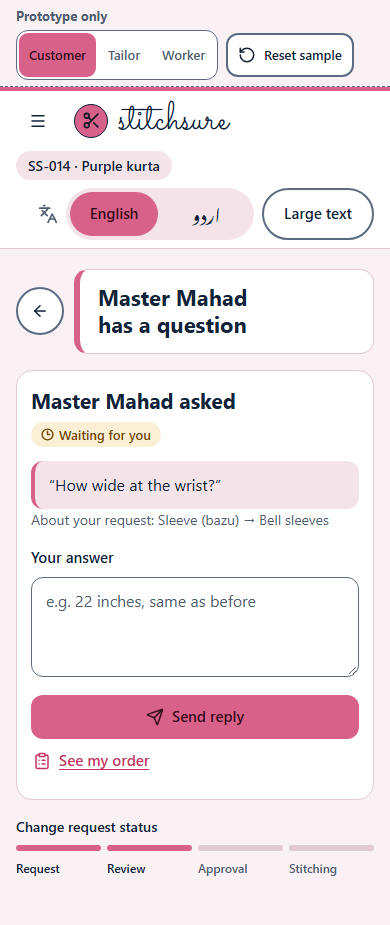 Prototype only
Customer Tailor Worker Reset sample
stitchsure
SS-014 · Purple kurta
English اردو Large text
Master Mahad
has a question
Master Mahad asked
Waiting for you
“How wide at the wrist?”
About your request: Sleeve (bazu) → Bell sleeves
Your answer
e.g. 22 inches, same as before
Send reply
See my order
Change request status
Request Review Approval Stitching